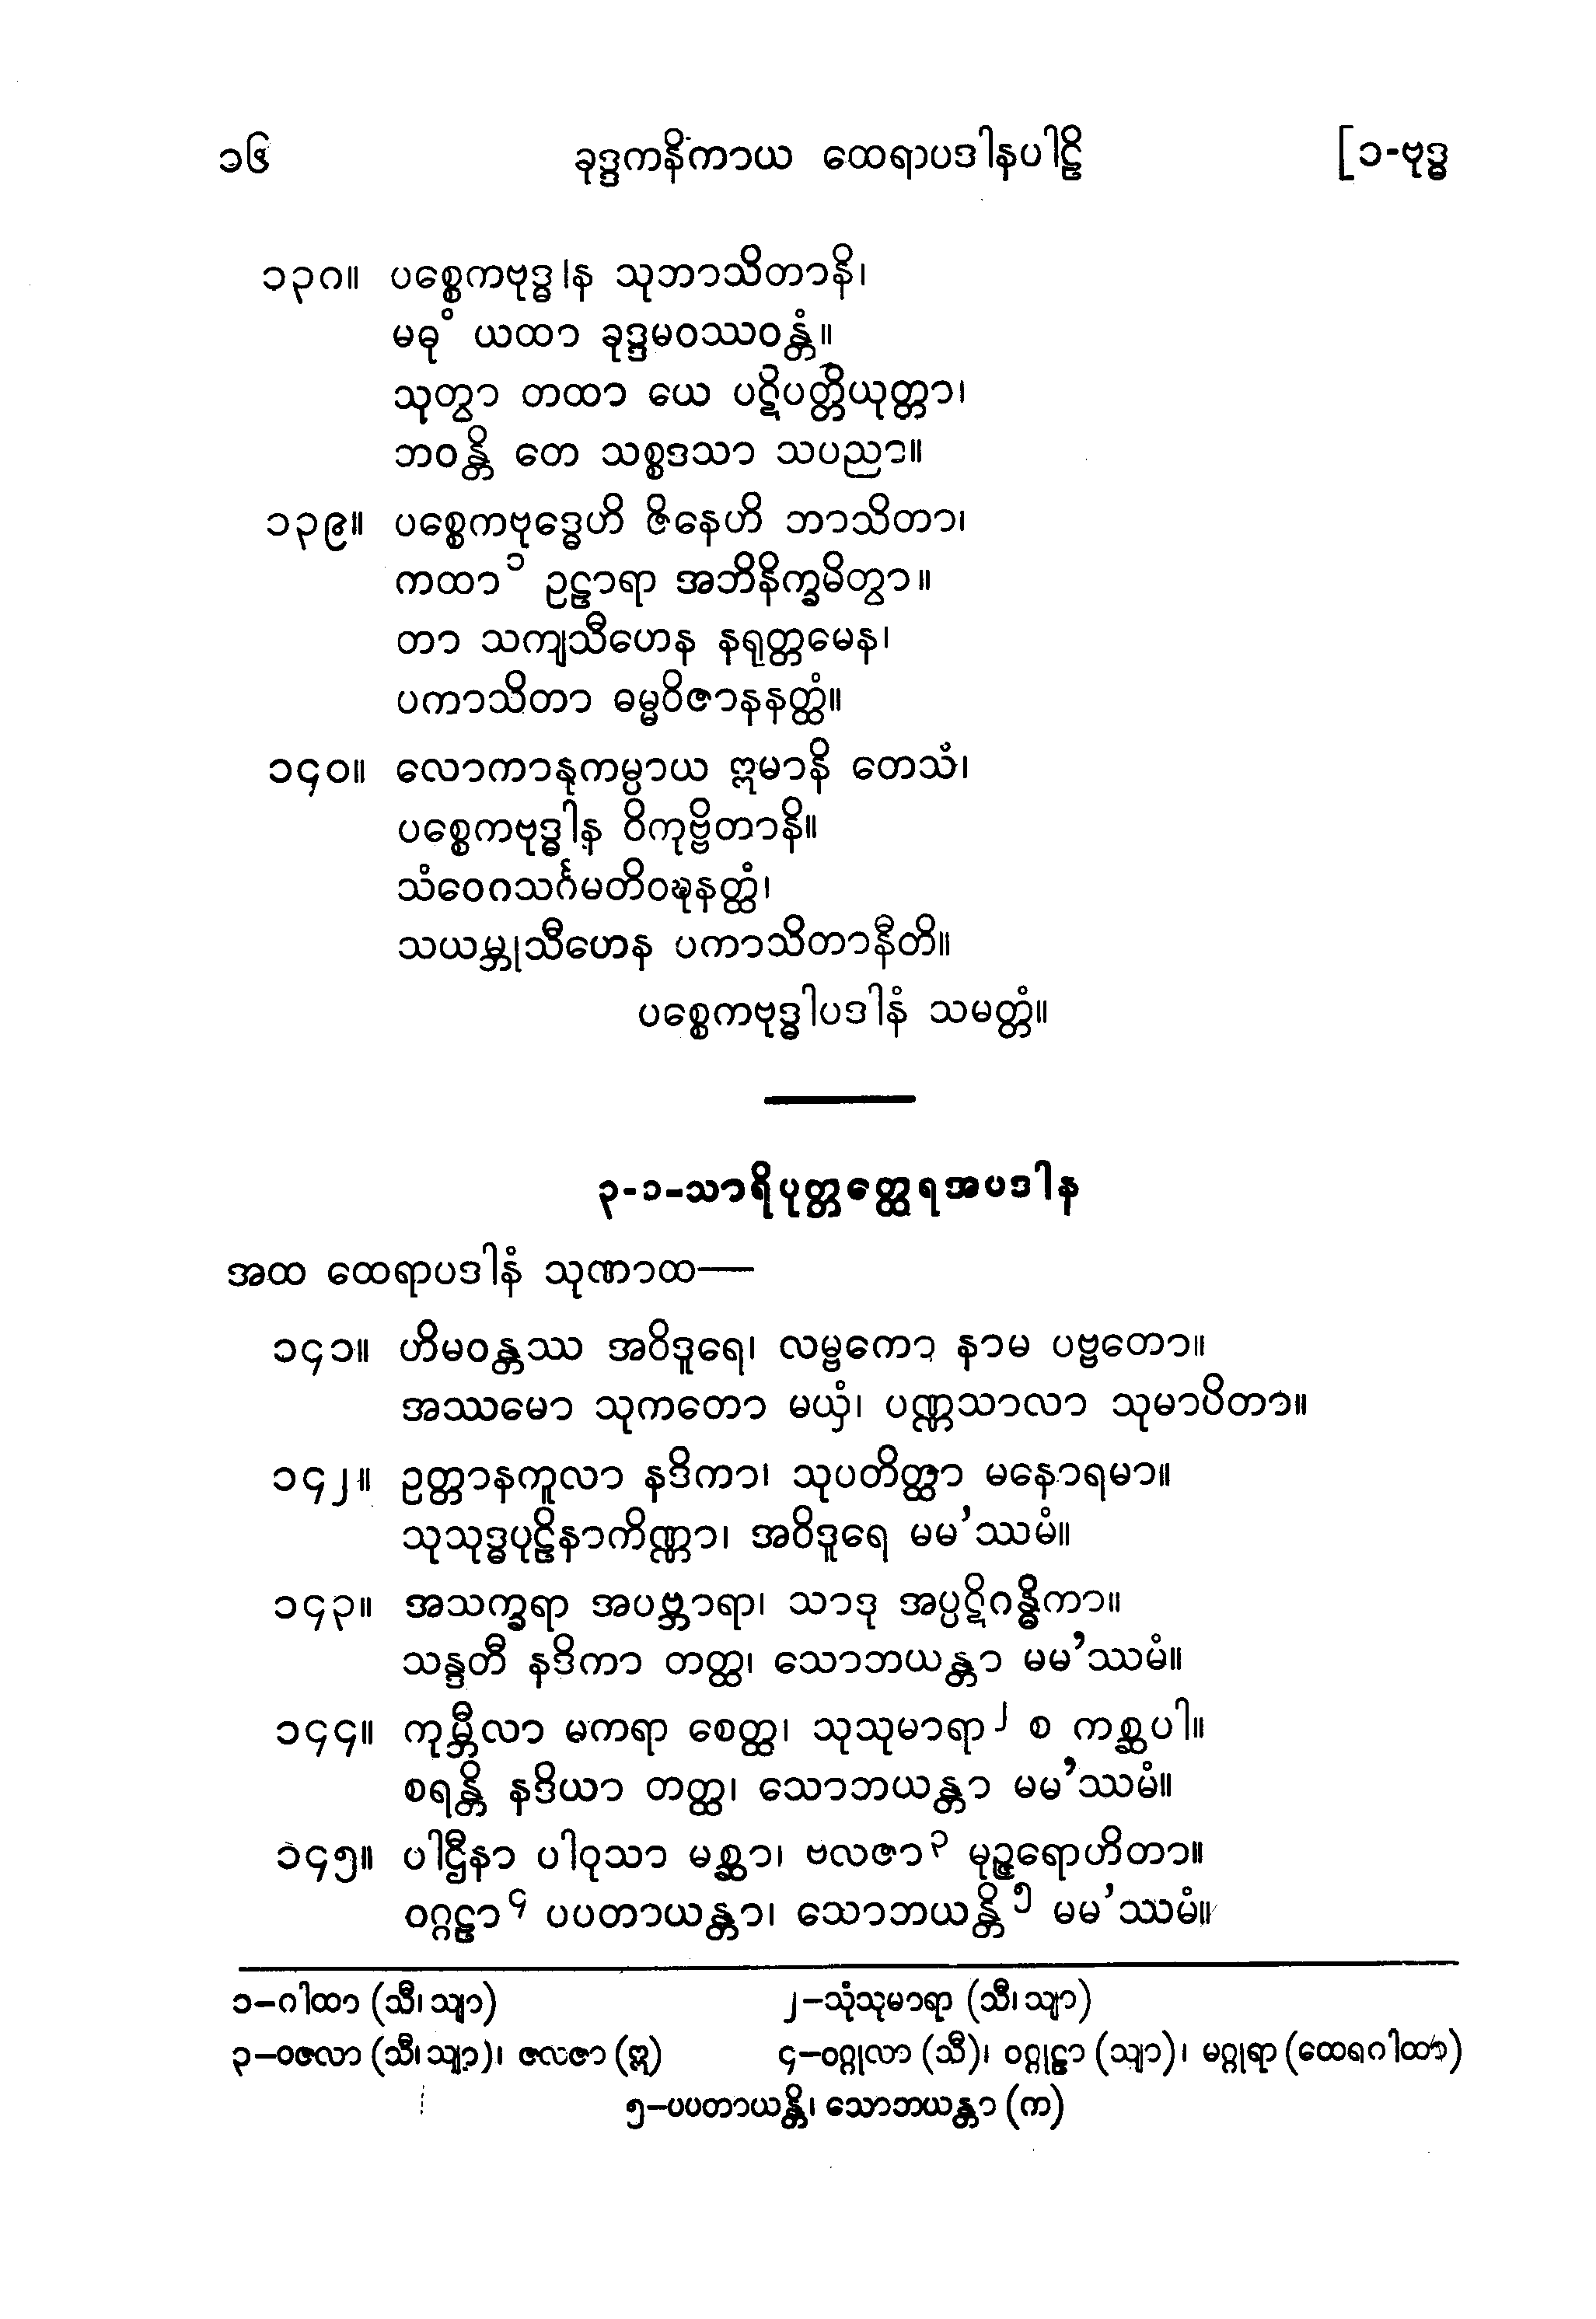 ၁၆ ခုဒ္ဒကနိကာယ ထေရာပဒါနပါဠိ [၁-ဗုဒ္ဓ
၁၃ဂ။ ပစ္စေကဗုဒ္ဓါန သုဘာသိတာနိ၊
မဓုံ ယထာ ခုဒ္ဒမဝဿဝန္တံ။
သုတွာ တထာ ယေ ပဋိပတ္တိယုတ္တာ၊
ဘဝန္တိ တေ သစ္စဒသာ သပညာ။
၁၃၉။ ပစ္စေကဗုဒ္ဓေဟိ ဇိနေဟိ ဘာသိတာ၊
ကထာ၁ ဥဠာရာ အဘိနိက္ခမိတွာ။
တာ သကျသီဟေန နရုတ္တမေန၊
ပကာသိတာ ဓမ္မဝိဇာနနတ္ထံ။
၁၄၀။ လောကာနုကမ္ပာယ ဣမာနိ တေသံ၊
ပစ္စေကဗုဒ္ဓါန ဝိကုဗ္ဗိတာနိ။
သံဝေဂသင်္ဂမတိဝဍ္ဎနတ္ထံ၊
သယမ္ဘုသီဟေန ပကာသိတာနီတိ။
ပစ္စေကဗုဒ္ဓါပဒါနံ သမတ္တံ။
၃-၁-သာရိပုတ္တတ္ထေရအပဒါန
အထ ထေရာပဒါနံ သုဏာထ—
၁၄၁။ ဟိမဝန္တဿ အဝိဒူရေ၊ လမ္ဗကော နာမ ပဗ္ဗတော။
အဿမော သုကတော မယှံ၊ ပဏ္ဏသာလာ သုမာပိတာ။
၁၄၂။ ဥတ္တာနကူလာ နဒိကာ၊ သုပတိတ္ထာ မနောရမာ။
သုသုဒ္ဓပုဠိနာကိဏ္ဏာ၊ အဝိဒူရေ မမ’ဿမံ။
၁၄၃။ အသက္ခရာ အပဗ္ဘာရာ၊ သာဒု အပ္ပဋိဂန္ဓိကာ။
သန္ဒတီ နဒိကာ တတ္ထ၊ သောဘယန္တာ မမ’ဿမံ။
၁၄၄။ ကုမ္ဘီလာ မကရာ စေတ္ထ၊ သုသုမာရာ၂ စ ကစ္ဆပါ။
စရန္တိ နဒိယာ တတ္ထ၊ သောဘယန္တာ မမ’ဿမံ။
၁၄၅။ ပါဌီနာ ပါဝုသာ မစ္ဆာ၊ ဗလဇာ၃ မုဉ္ဇရောဟိတာ။
ဝဂ္ဂဠာ၄ ပပတာယန္တာ၊ သောဘယန္တိ၅ မမ’ဿမံ။
၁–ဂါထာ (သီ၊ သျာ) ၂–သုံသုမာရာ (သီ၊ သျာ)
၃–ဝဇလာ (သီ၊ သျာ)၊ ဇလဇာ (ဣ) ၄–ဝဂ္ဂုလာ (သီ)၊ ဝဂ္ဂုဠာ (သျာ)၊ မဂ္ဂုရာ (ထေရဂါထာ)
၅–ပပတာယန္တိ၊ သောဘယန္တာ (က)